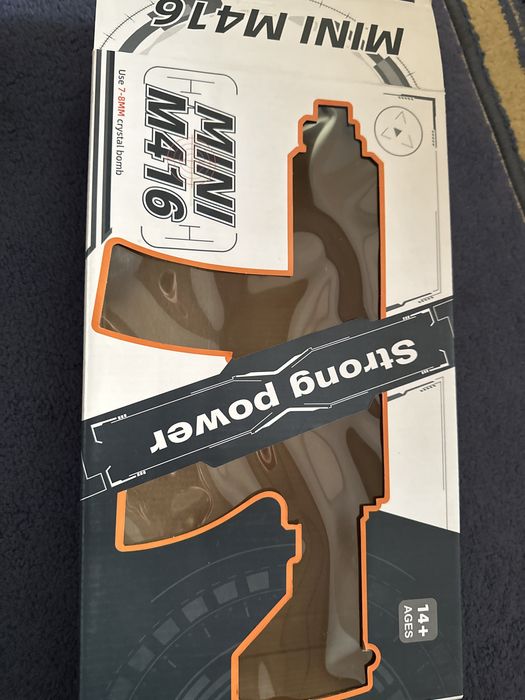 MINI M416
MINI
M416
Use 7-8MM crystal bomb
Strong power
14+
AGES